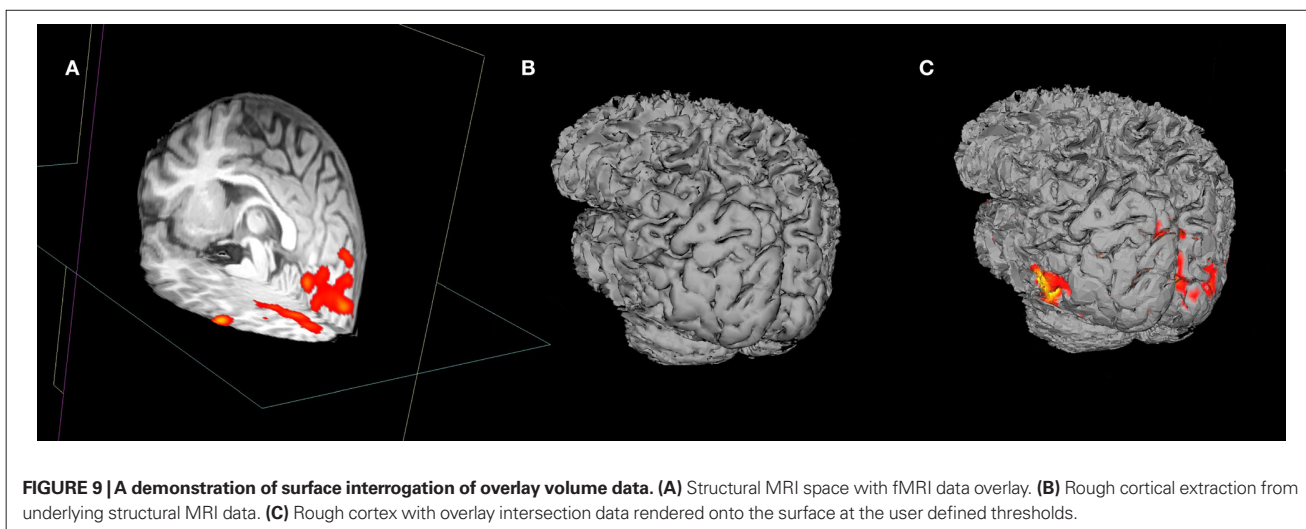 A
B
C
FIGURE 9 | A demonstration of surface interrogation of overlay volume data. (A) Structural MRI space with fMRI data overlay. (B) Rough cortical extraction from
underlying structural MRI data. (C) Rough cortex with overlay intersection data rendered onto the surface at the user defined thresholds.